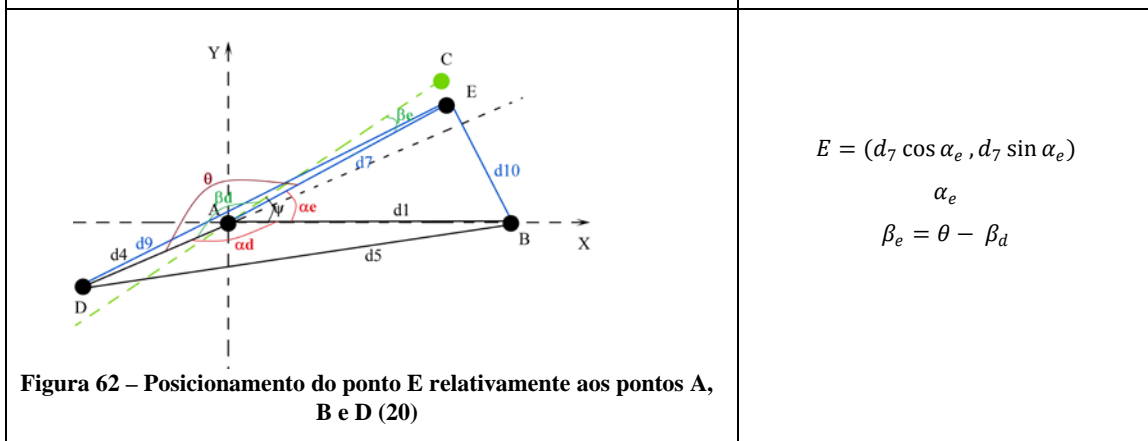 Y
C
E
βe
d7
θ
d10
βd
A
ψ
αe
d1
d9
d4
αd
B
X
d5
D
E = (d₇ cos αₑ , d₇ sin αₑ)
αₑ
βₑ = θ − β_d
Figura 62 – Posicionamento do ponto E relativamente aos pontos A,
B e D (20)